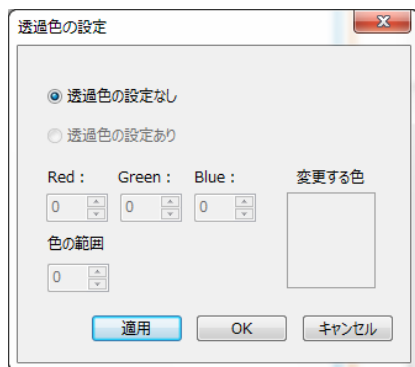 透過色の設定
透過色の設定なし
透過色の設定あり
Red : Green : Blue : 変更する色
0 0 0
色の範囲
0
適用 OK キャンセル